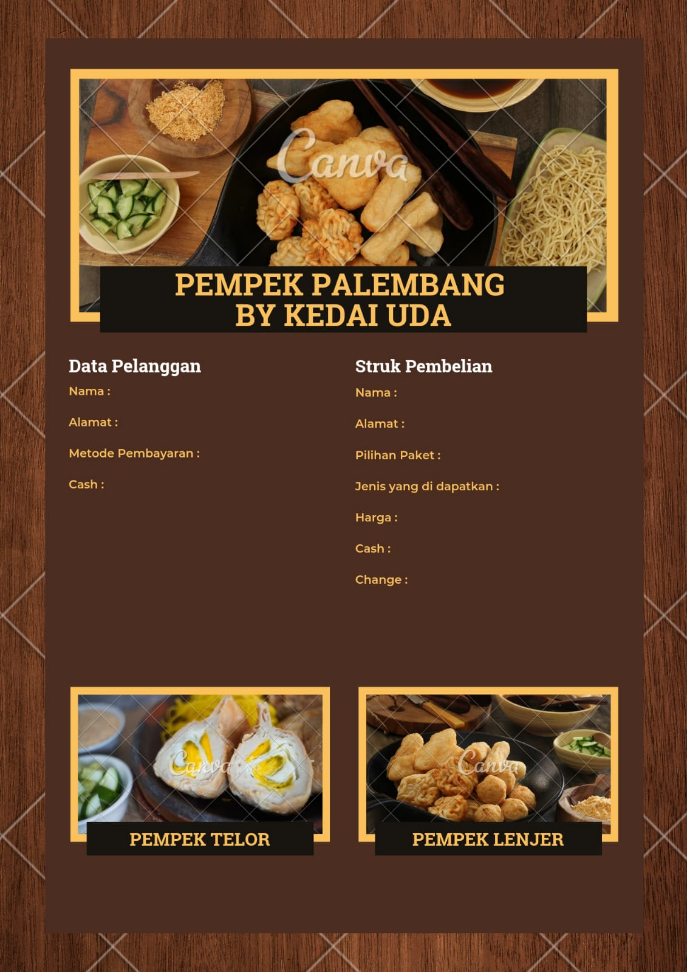 Canva
PEMPEK PALEMBANG
BY KEDAI UDA
Data Pelanggan
Nama :
Alamat :
Metode Pembayaran :
Cash :
Struk Pembelian
Nama :
Alamat :
Pilihan Paket :
Jenis yang di dapatkan :
Harga :
Cash :
Change :
Canva
PEMPEK TELOR
Canva
PEMPEK LENJER